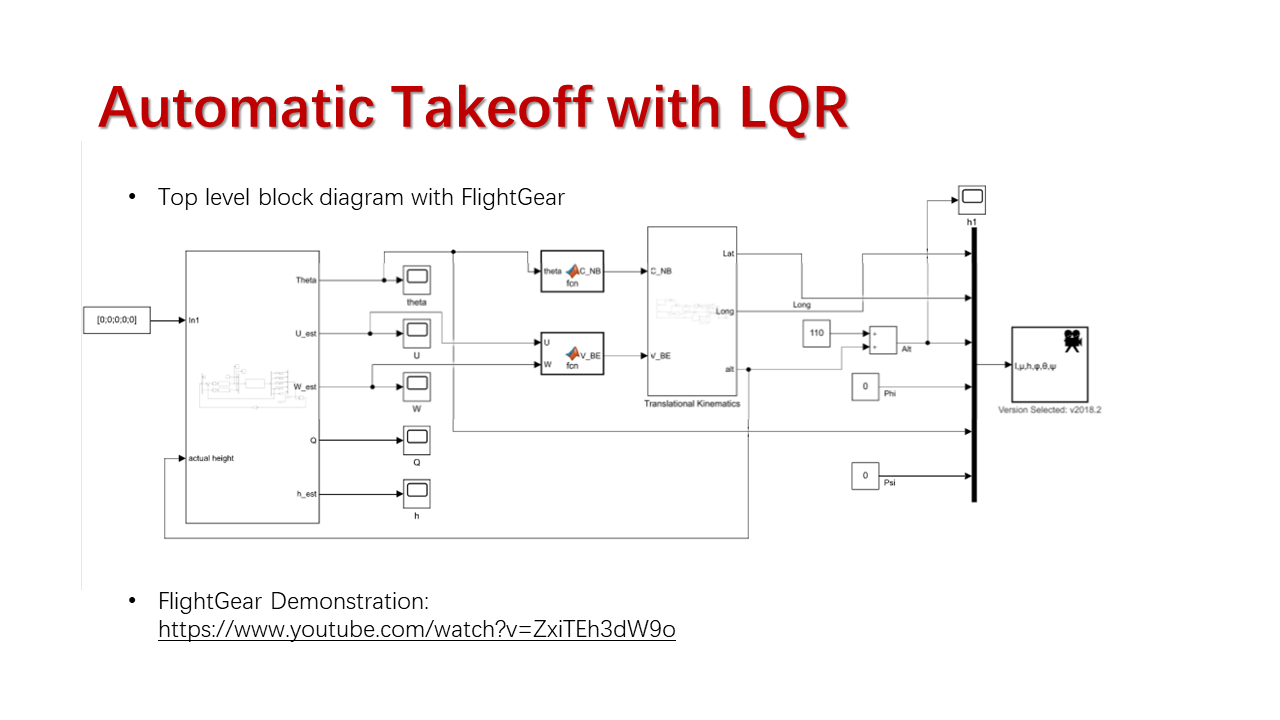 Automatic Takeoff with LQR
• Top level block diagram with FlightGear
h1
[0;0;0;0;0]
In1
actual height
Theta
U_est
W_est
Q
h_est
theta
U
W
Q
h
theta C_NB
fcn
U
W
V_BE
fcn
C_NB
V_BE
Lat
Long
alt
Translational Kinematics
Long
110
+
+
Alt
0
Phi
0
Psi
l,μ,h,φ,θ,ψ
Version Selected: v2018.2
• FlightGear Demonstration:
https://www.youtube.com/watch?v=ZxiTEh3dW9o